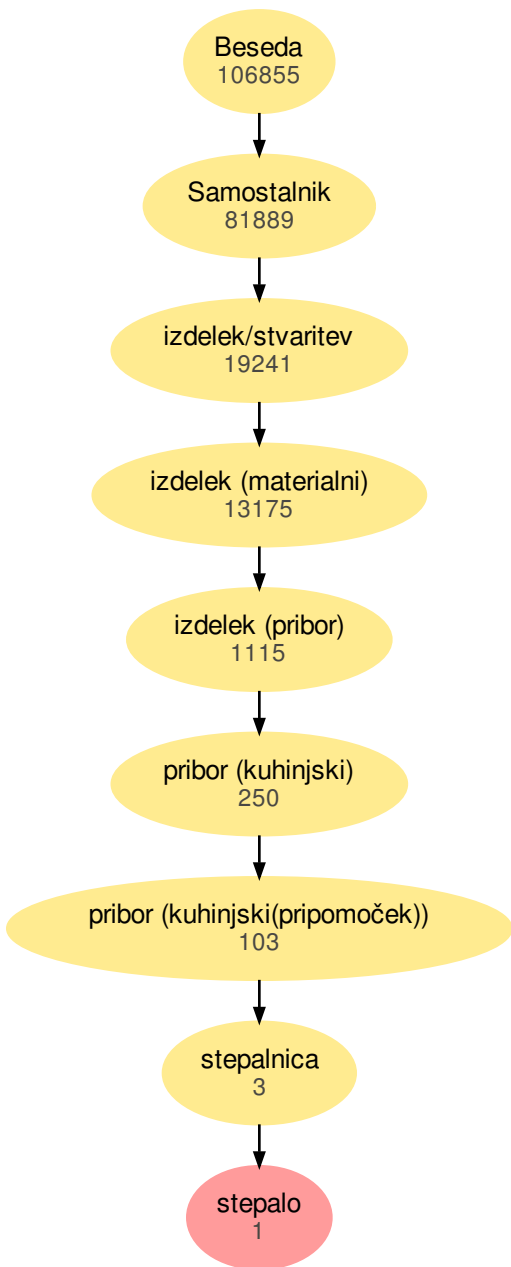 Beseda
106855
Samostalnik
81889
izdelek/stvaritev
19241
izdelek (materialni)
13175
izdelek (pribor)
1115
pribor (kuhinjski)
250
pribor (kuhinjski(pripomoček))
103
stepalnica
3
stepalo
1